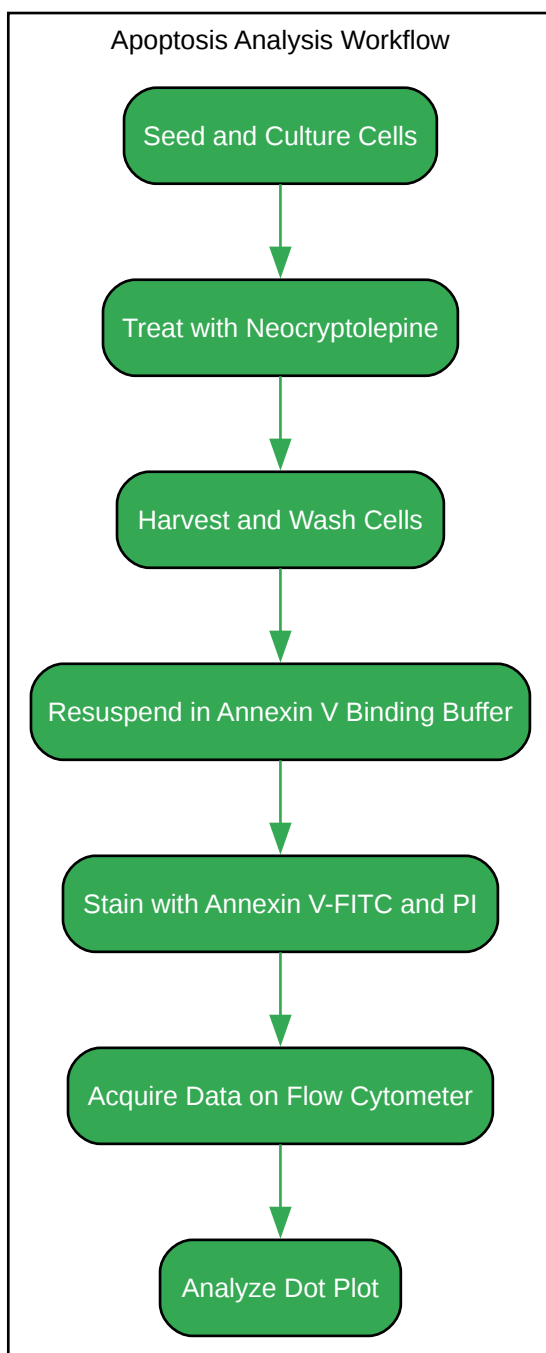 Apoptosis Analysis Workflow
Seed and Culture Cells
Treat with Neocryptolepine
Harvest and Wash Cells
Resuspend in Annexin V Binding Buffer
Stain with Annexin V-FITC and PI
Acquire Data on Flow Cytometer
Analyze Dot Plot